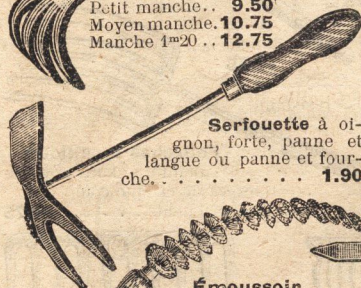 Petit manche.. 9.50
Moyen manche. 10.75
Manche 1m20 .. 12.75
Serfouette à oi-
gnon, forte, panne et
langue ou panne et four-
che. . . . . . . . . . 1.90
Émoussoir